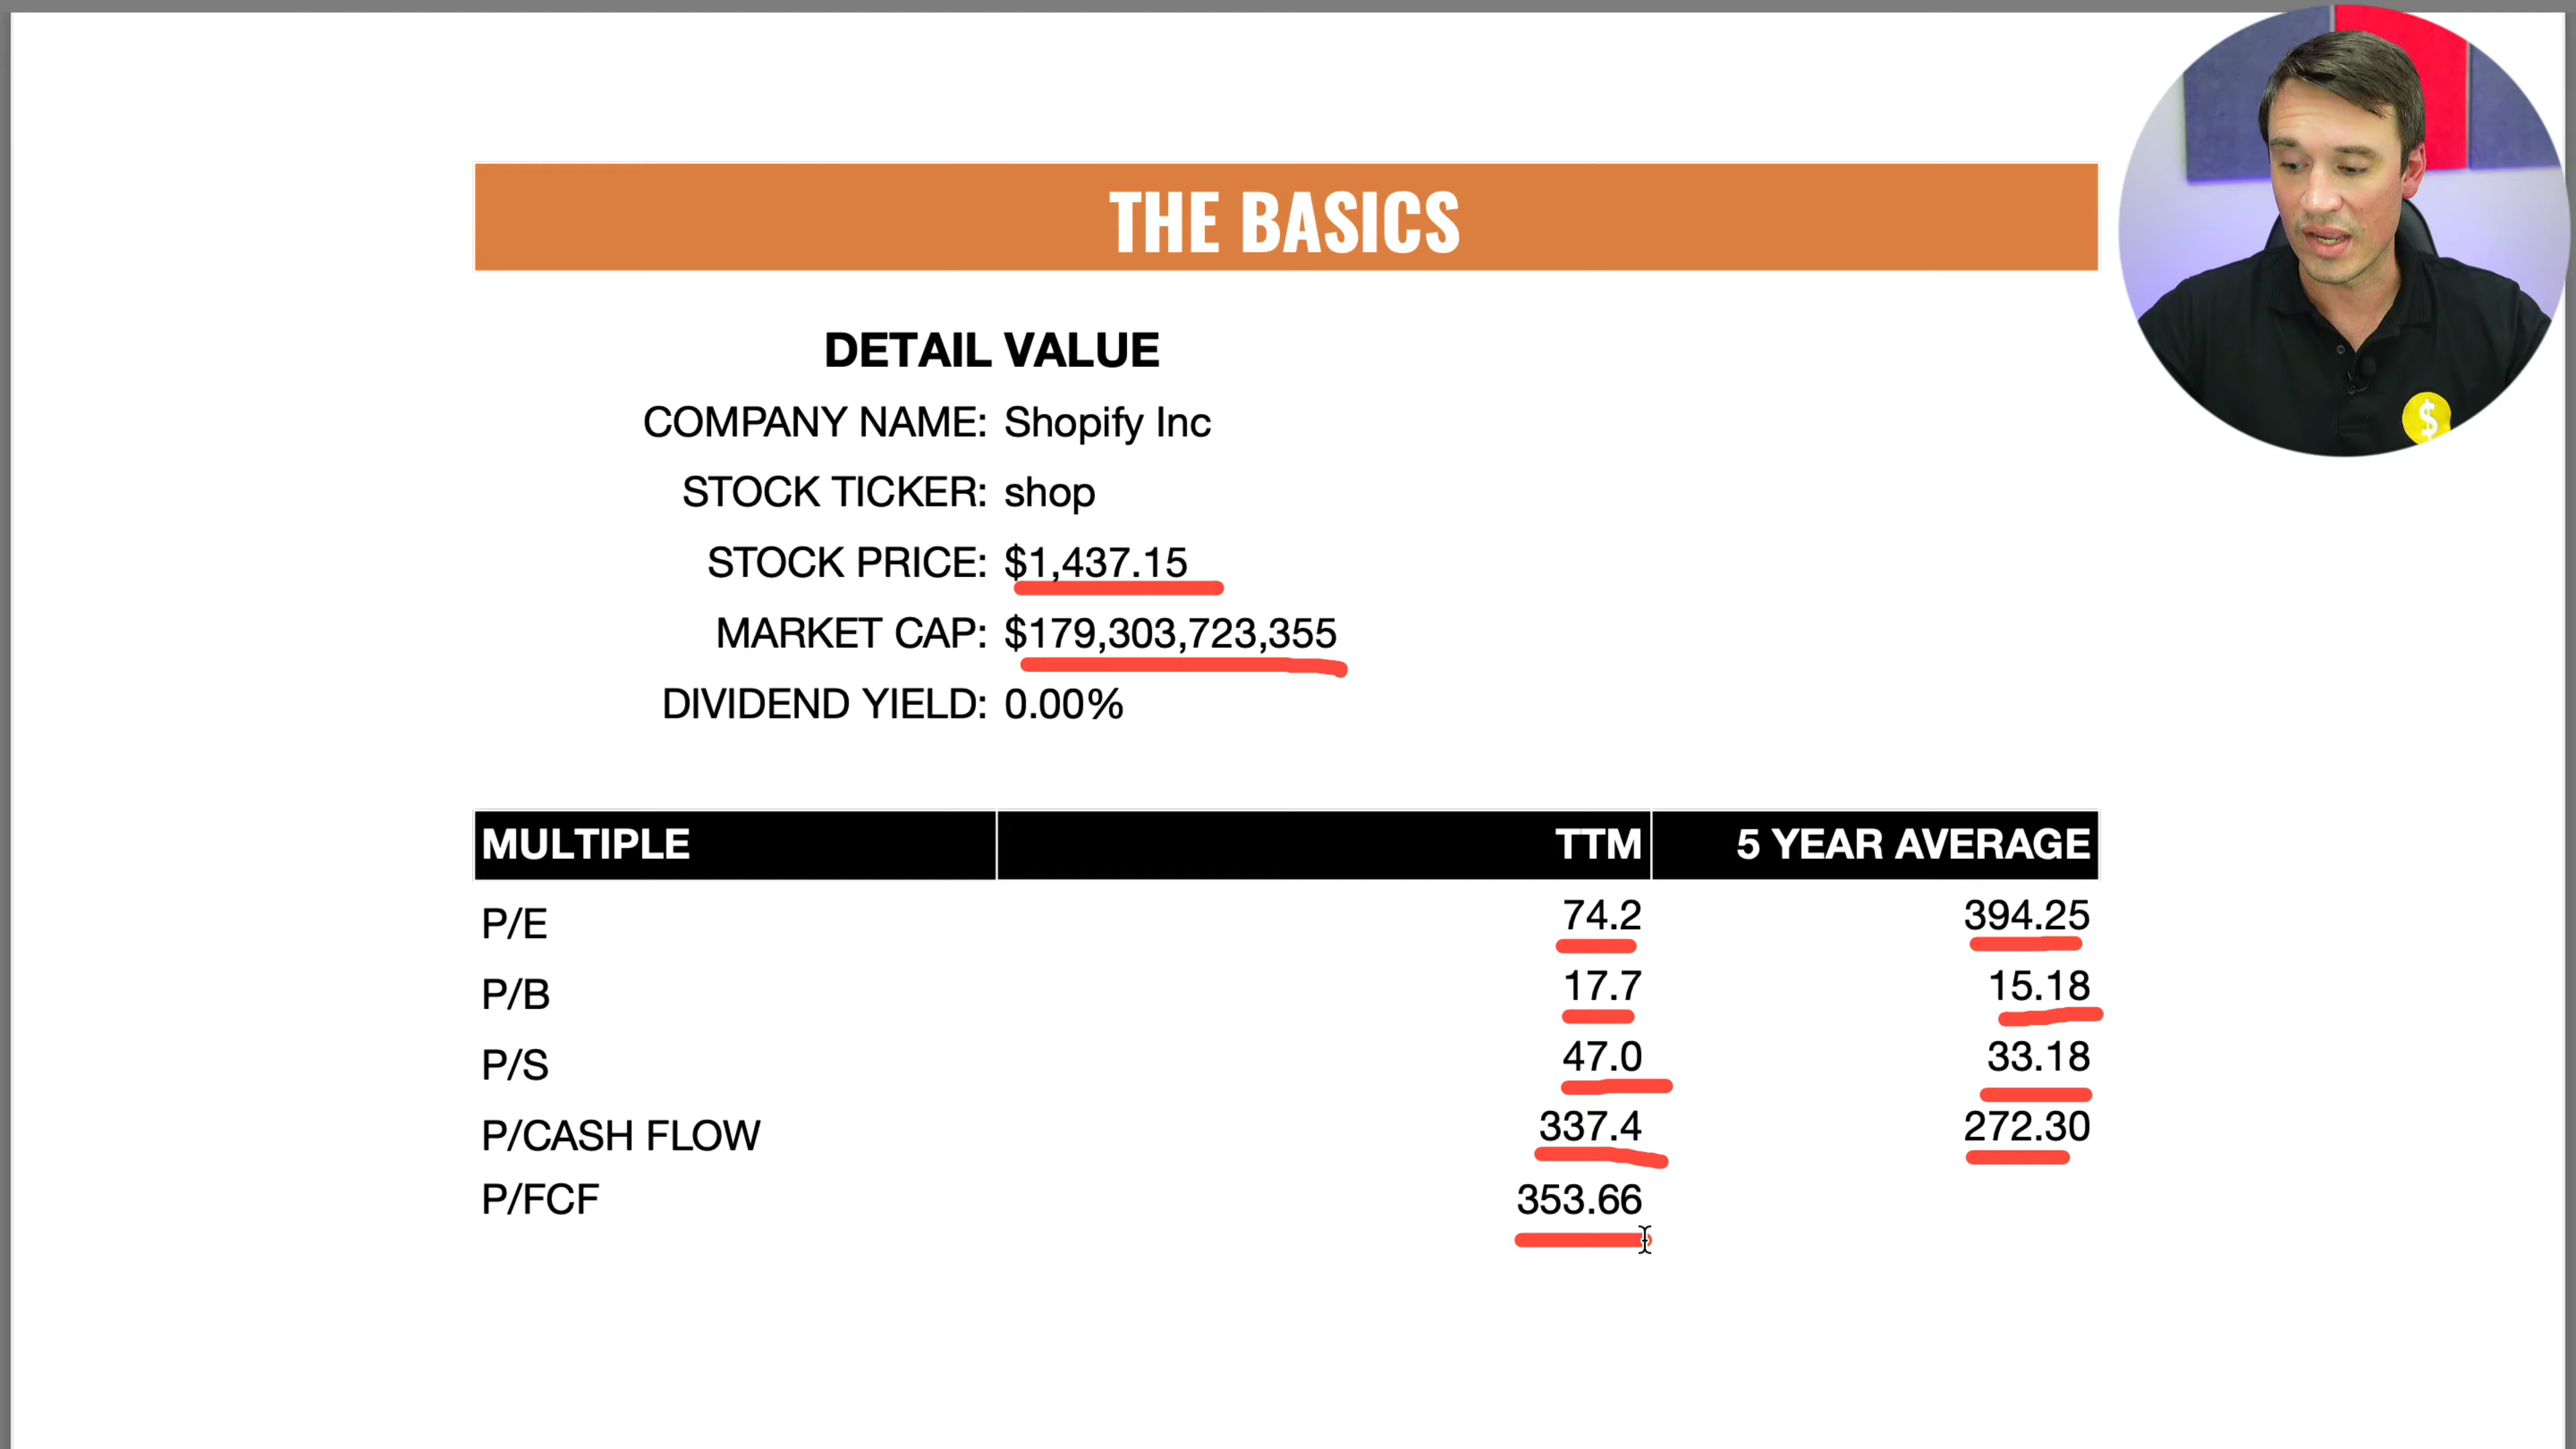 THE BASICS
DETAIL VALUE
COMPANY NAME: Shopify Inc
STOCK TICKER: shop
STOCK PRICE: $1,437.15
MARKET CAP: $179,303,723,355
DIVIDEND YIELD: 0.00%
MULTIPLE TTM 5 YEAR AVERAGE
P/E 74.2 394.25
P/B 17.7 15.18
P/S 47.0 33.18
P/CASH FLOW 337.4 272.30
P/FCF 353.66
$